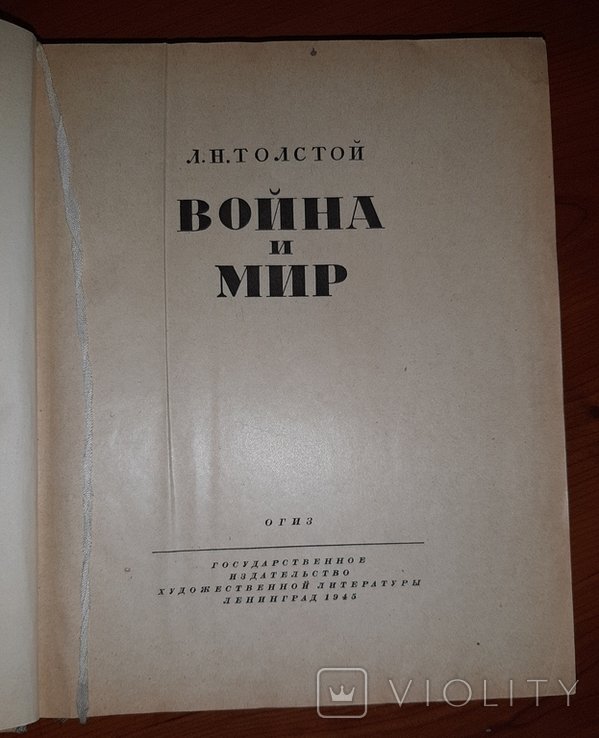 Л.Н.ТОЛСТОЙ
ВОЙНА
И
МИР
ОГИЗ
ГОСУДАРСТВЕННОЕ
ИЗДАТЕЛЬСТВО
ХУДОЖЕСТВЕННОЙ ЛИТЕРАТУРЫ
ЛЕНИНГРАД 1945
VIOLITY